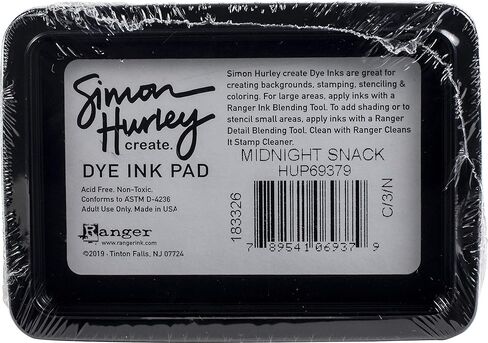 Simon
Hurley
create.
DYE INK PAD
Acid Free. Non-Toxic.
Conforms to ASTM D-4236
Adult Use Only. Made in USA
Ranger
www.rangerink.com
©2019 · Tinton Falls, NJ 07724
Simon Hurley create Dye Inks are great for
creating backgrounds, stamping, stenciling &
coloring. For large areas, apply inks with a
Ranger Ink Blending Tool. To add shading or to
stencil small areas, apply inks with a Ranger
Detail Blending Tool. Clean with Ranger Cleans
It Stamp Cleaner.
MIDNIGHT SNACK
HUP69379
183326
C/3/N
7 89541 06937 9